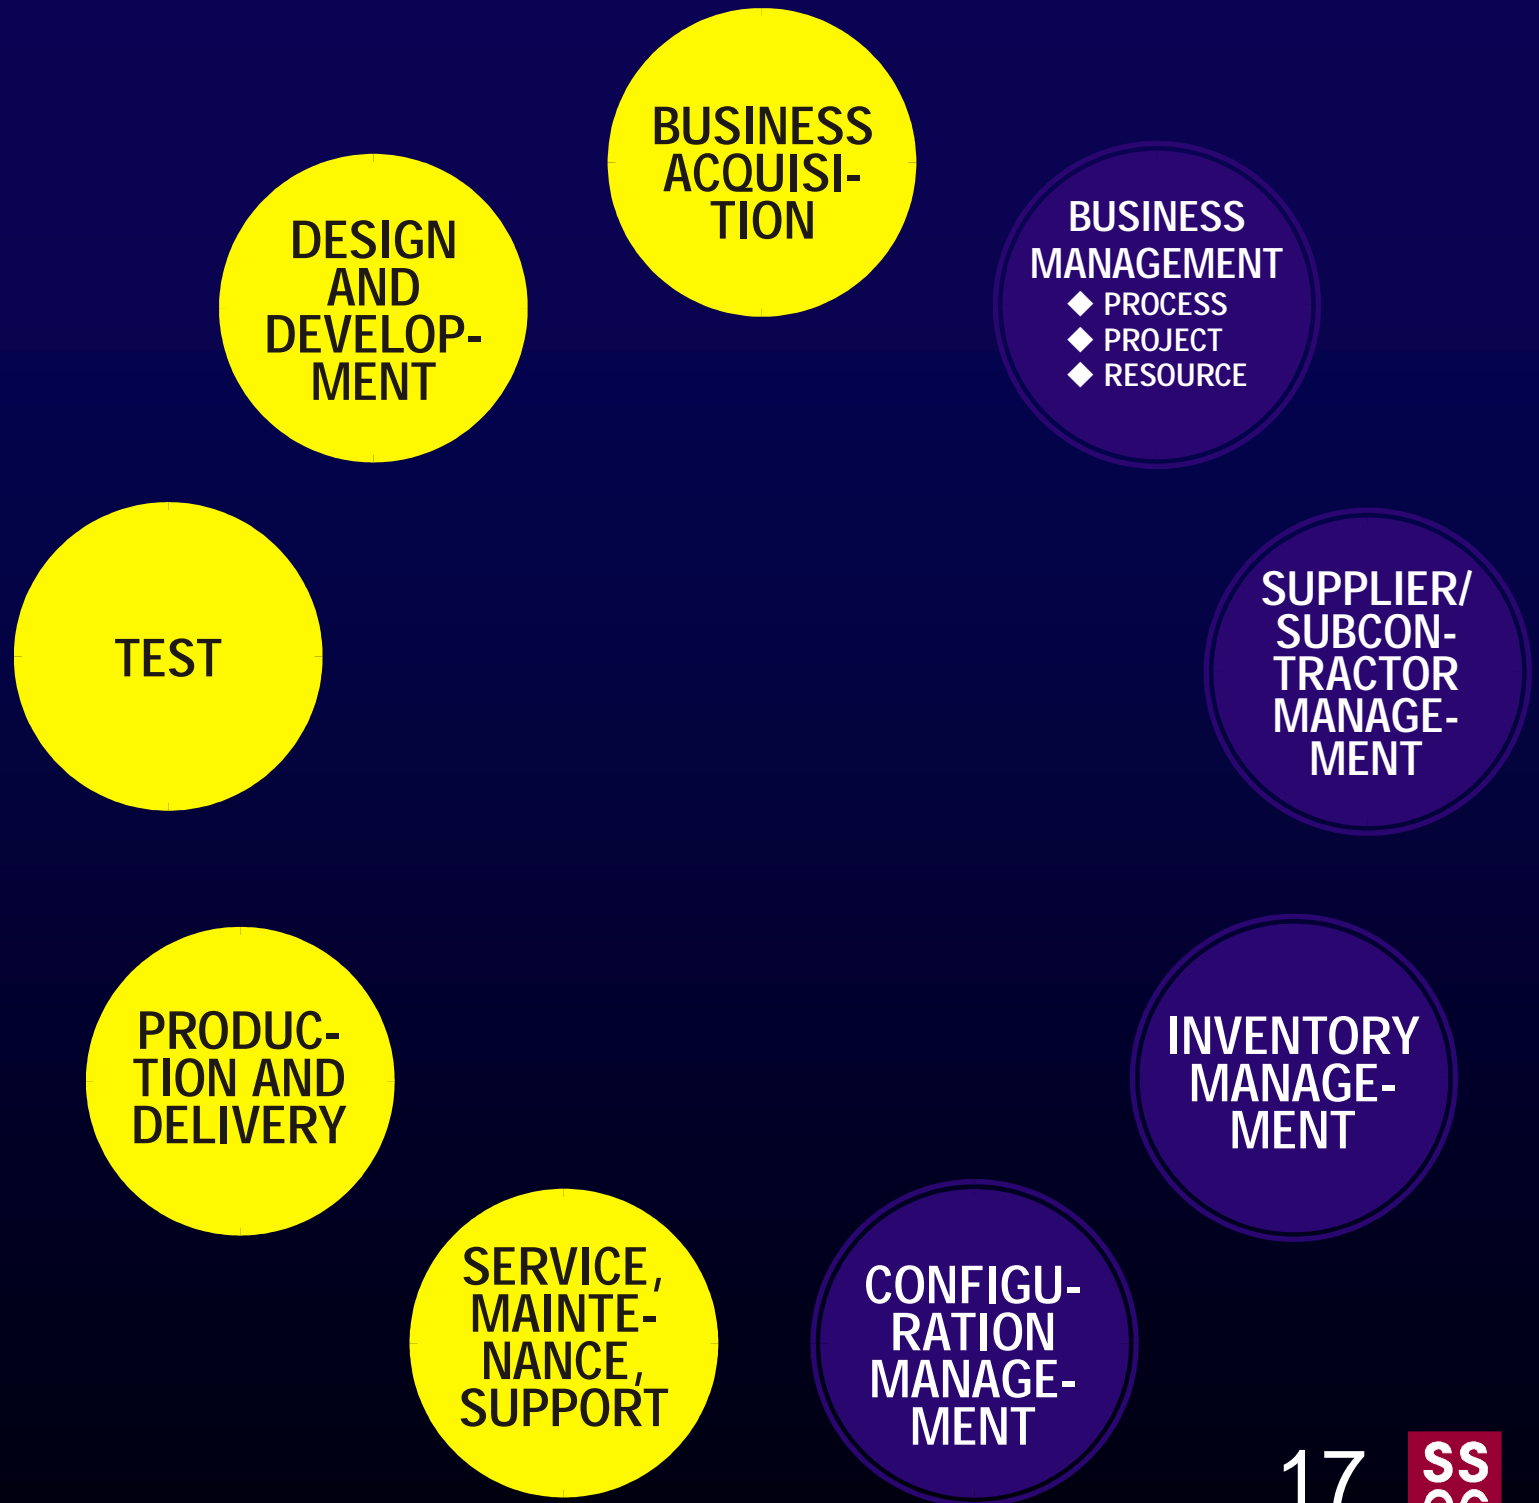 BUSINESS
ACQUISI-
TION
DESIGN
AND
DEVELOP-
MENT
BUSINESS
MANAGEMENT
◆ PROCESS
◆ PROJECT
◆ RESOURCE
TEST
SUPPLIER/
SUBCON-
TRACTOR
MANAGE-
MENT
PRODUC-
TION AND
DELIVERY
INVENTORY
MANAGE-
MENT
SERVICE,
MAINTE-
NANCE,
SUPPORT
CONFIGU-
RATION
MANAGE-
MENT
17
SS